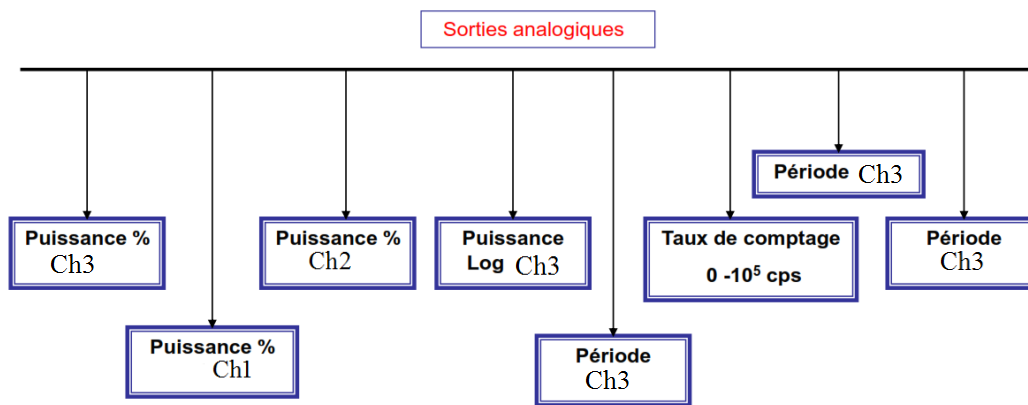 Sorties analogiques
Puissance %
Ch3
Puissance %
Ch1
Puissance %
Ch2
Puissance
Log Ch3
Période
Ch3
Taux de comptage
0 -10⁵ cps
Période Ch3
Période
Ch3